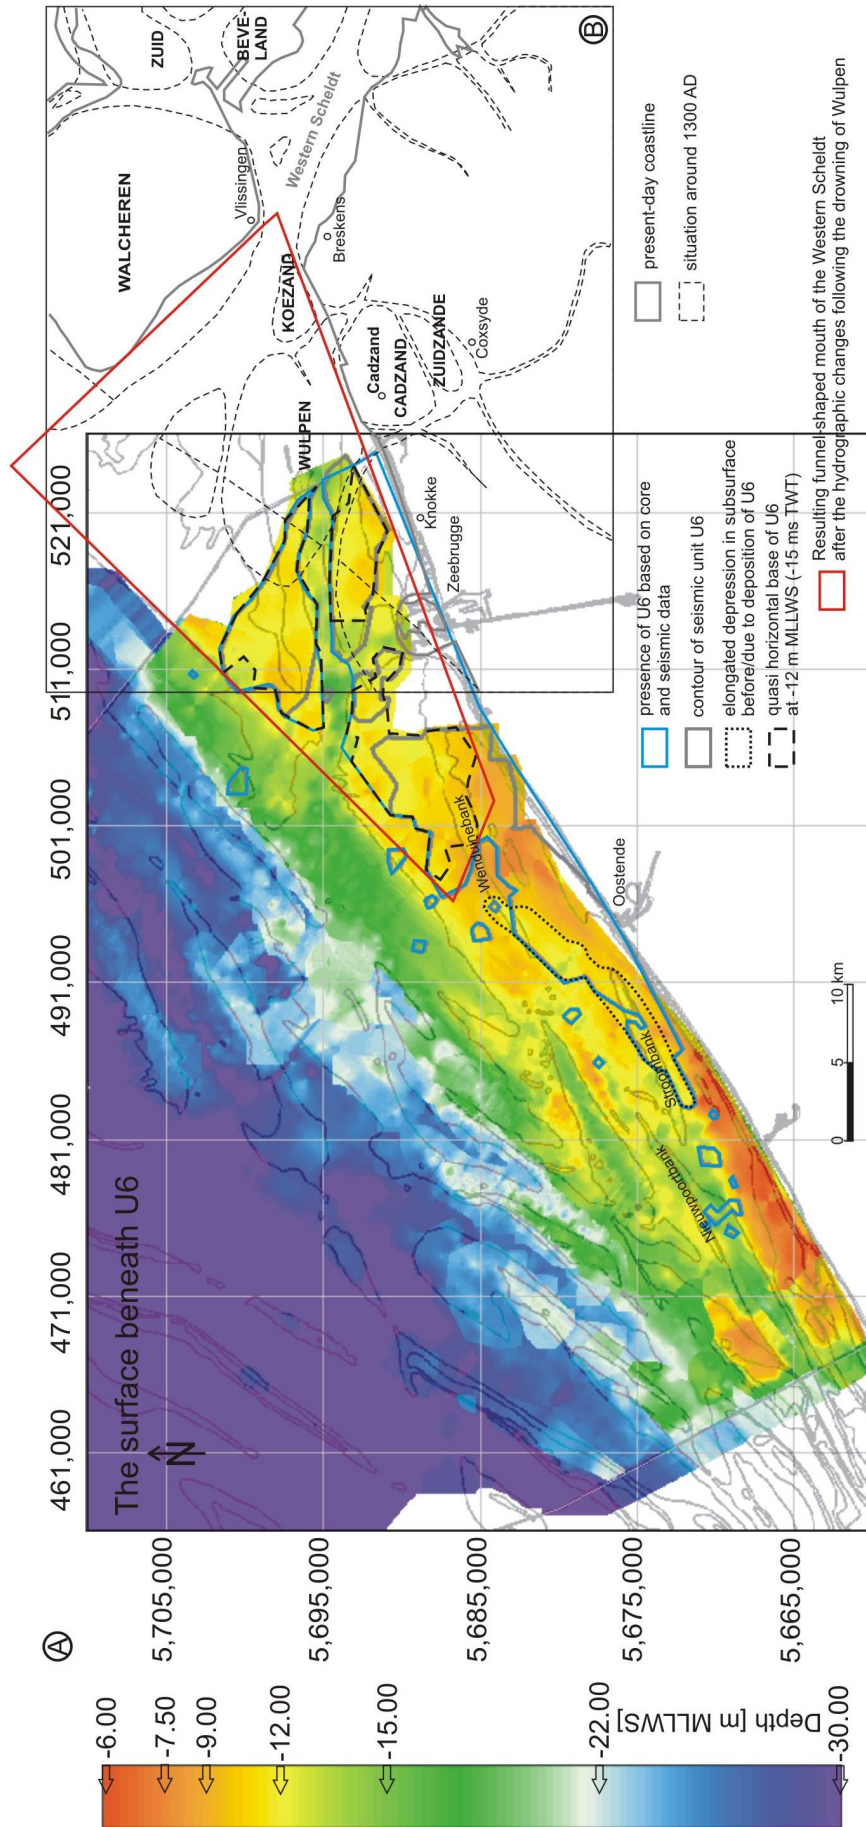 A
The surface beneath U6
N
5,705,000
5,695,000
5,685,000
5,675,000
5,665,000
461,000
471,000
481,000
491,000
501,000
511,000
521,000
-6.00
-7.50
-9.00
-12.00
-15.00
-22.00
-30.00
Depth [m MLLWS]
Wenduinebank
Stroombank
Nieuwpoortbank
Oostende
Zeebrugge
Knokke
0
5
10 km
B
WALCHEREN
ZUID
BEVE-
LAND
Vlissingen
Western Scheldt
Breskens
KOEZAND
WULPEN
Cadzand
CADZAND
ZUIDZANDE
Coxsyde
presence of U6 based on core
and seismic data
contour of seismic unit U6
elongated depression in subsurface
before/due to deposition of U6
quasi horizontal base of U6
at -12 m MLLWS (-15 ms TWT)
present-day coastline
situation around 1300 AD
Resulting funnel-shaped mouth of the Western Scheldt
after the hydrographic changes following the drowning of Wulpen